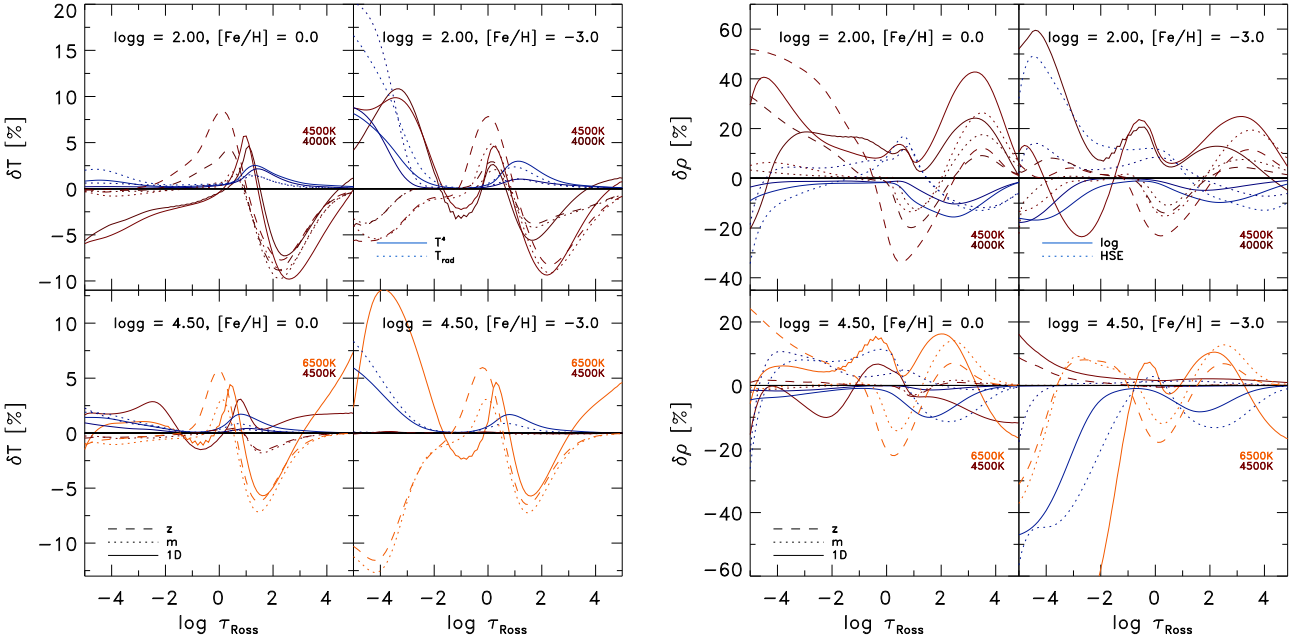 logg = 2.00, [Fe/H] = 0.0
logg = 2.00, [Fe/H] = −3.0
4500K
4000K
4500K
4000K
T⁴
T_rad
20
15
10
5
0
−5
−10
δT [%]
logg = 4.50, [Fe/H] = 0.0
logg = 4.50, [Fe/H] = −3.0
6500K
4500K
z
m
1D
10
5
0
−5
−10
δT [%]
−4 −2 0 2 4
−4 −2 0 2 4
log τ_Ross
log τ_Ross
logg = 2.00, [Fe/H] = 0.0
logg = 2.00, [Fe/H] = −3.0
4500K
4000K
4500K
4000K
log
HSE
60
40
20
0
−20
−40
δρ [%]
logg = 4.50, [Fe/H] = 0.0
logg = 4.50, [Fe/H] = −3.0
6500K
4500K
6500K
4500K
z
m
1D
20
0
−20
−40
−60
δρ [%]
−4 −2 0 2 4
−4 −2 0 2 4
log τ_Ross
log τ_Ross